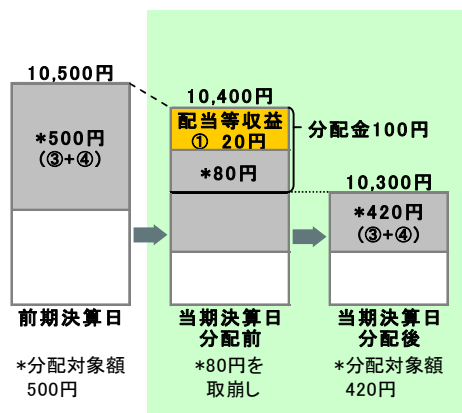 10,500円
*500円
(③+④)
前期決算日
*分配対象額
500円
10,400円
配当等収益
① 20円
*80円
分配金100円
当期決算日
分配前
*80円を
取崩し
10,300円
*420円
(③+④)
当期決算日
分配後
*分配対象額
420円